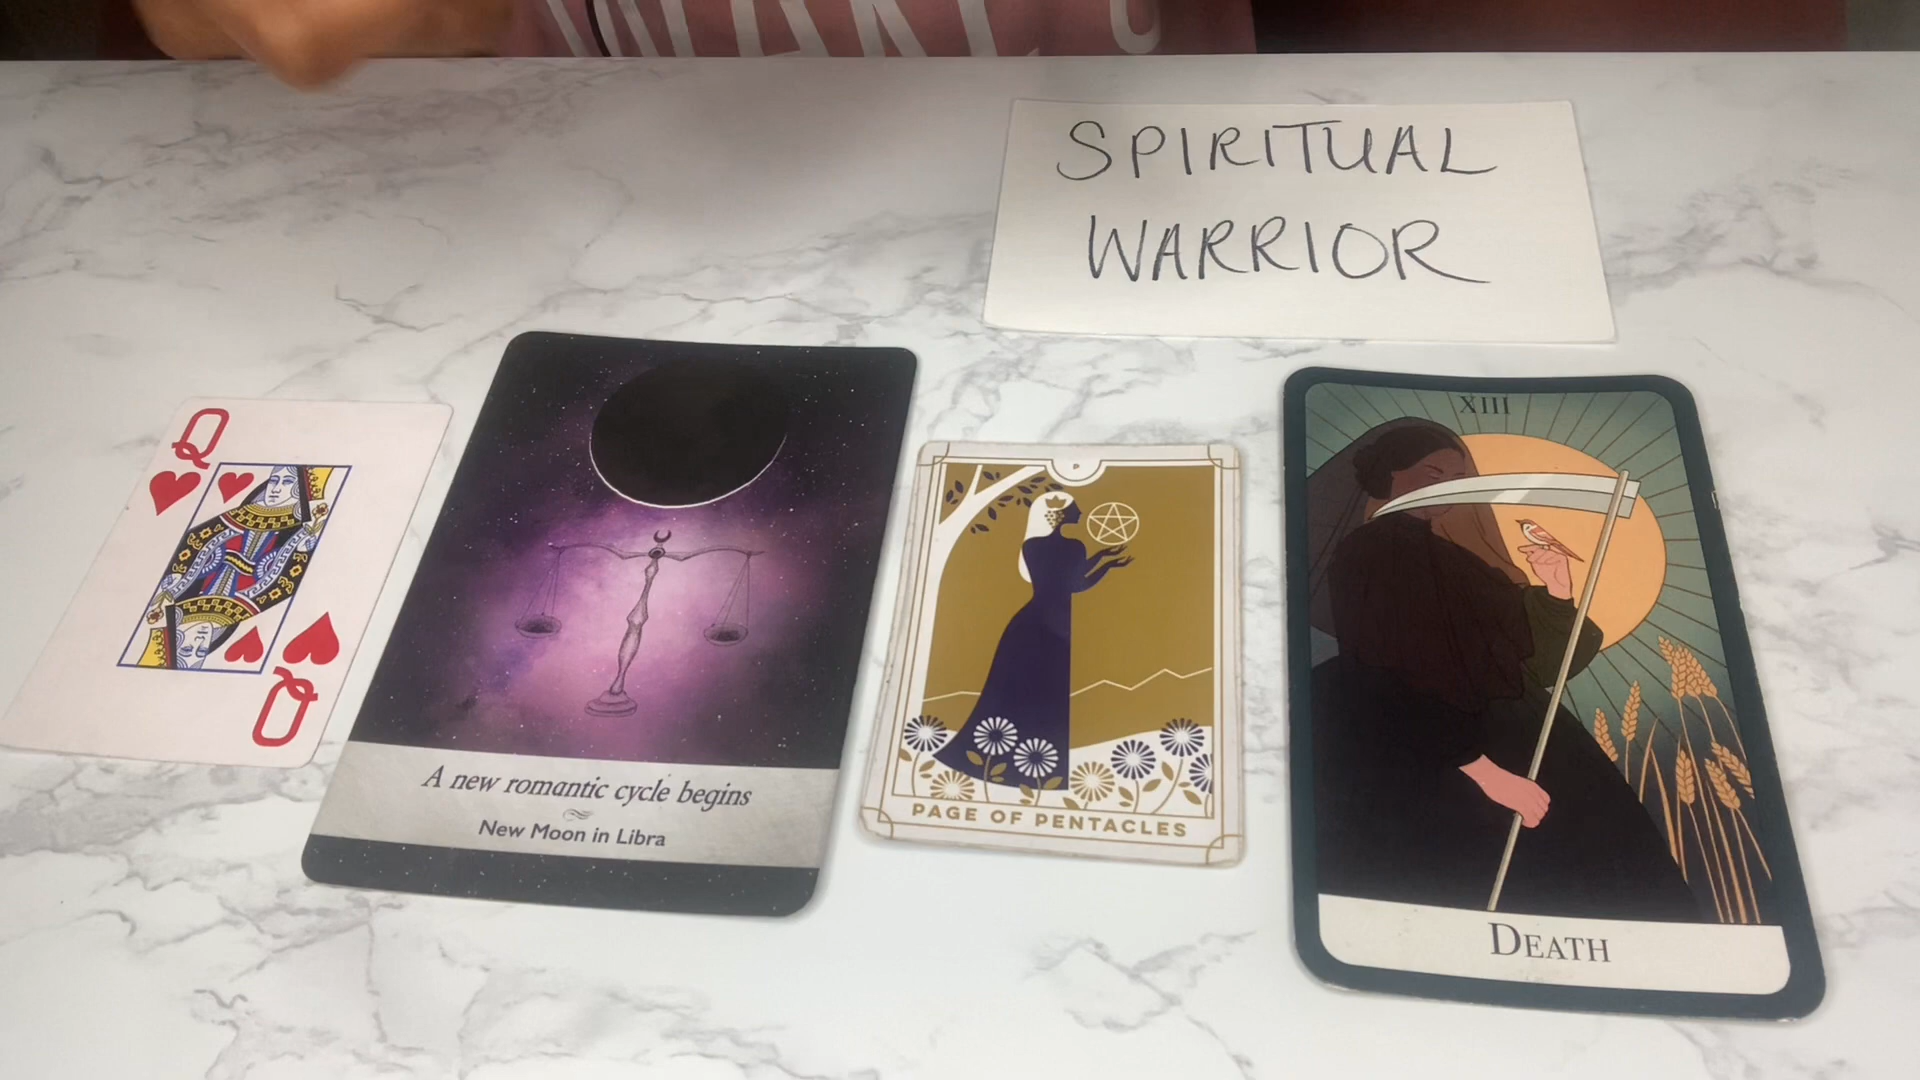 SPIRITUAL
WARRIOR
Q
Q
A new romantic cycle begins
New Moon in Libra
P
PAGE OF PENTACLES
XIII
DEATH